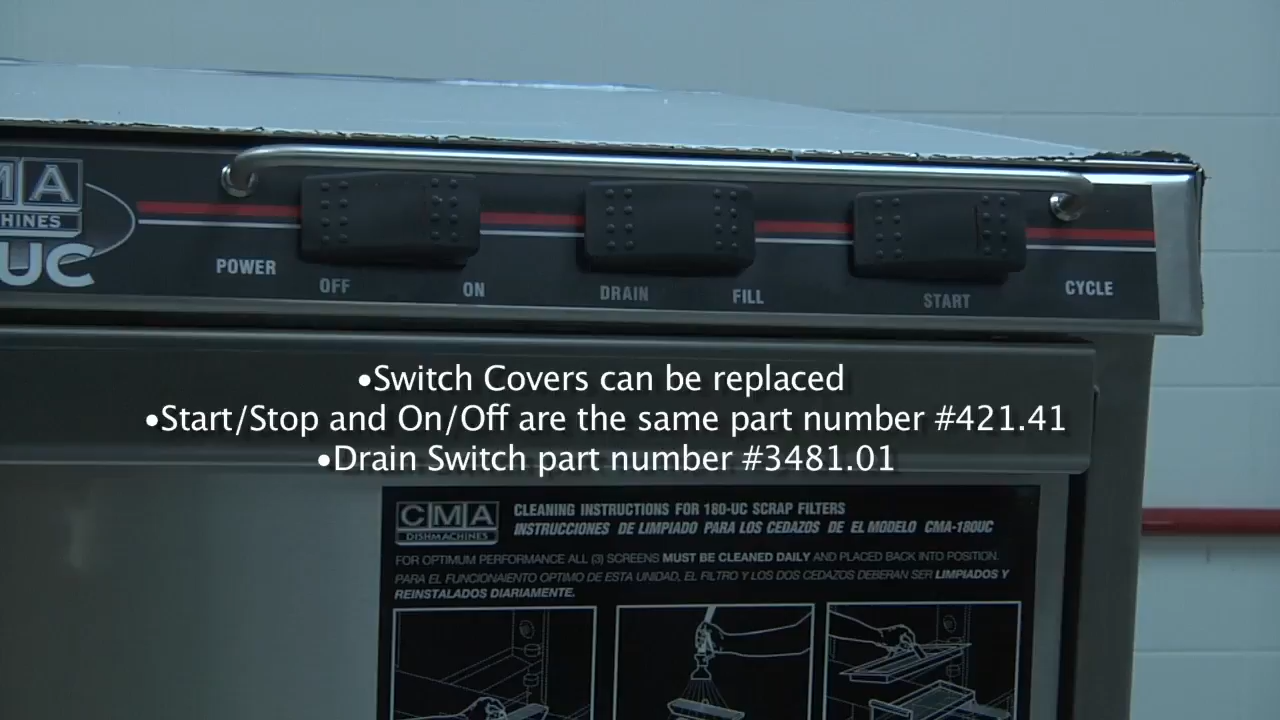 MA
HINES
UC
POWER
OFF
ON
DRAIN
FILL
START
CYCLE
•Switch Covers can be replaced
•Start/Stop and On/Off are the same part number #421.41
•Drain Switch part number #3481.01
CMA
DISHMACHINES
CLEANING INSTRUCTIONS FOR 180-UC SCRAP FILTERS
INSTRUCCIONES DE LIMPIADO PARA LOS CEDAZOS DE EL MODELO CMA-180UC
FOR OPTIMUM PERFORMANCE ALL (3) SCREENS MUST BE CLEANED DAILY AND PLACED BACK INTO POSITION.
PARA EL FUNCIONAIENTO OPTIMO DE ESTA UNIDAD, EL FILTRO Y LOS DOS CEDAZOS DEBERAN SER LIMPIADOS Y
REINSTALADOS DIARIAMENTE.